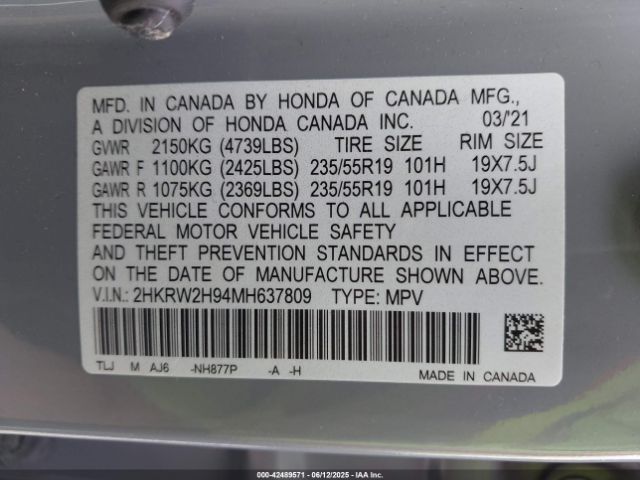 MFD. IN CANADA BY HONDA OF CANADA MFG.,
A DIVISION OF HONDA CANADA INC. 03/'21
GVWR 2150KG (4739LBS) TIRE SIZE RIM SIZE
GAWR F 1100KG (2425LBS) 235/55R19 101H 19X7.5J
GAWR R 1075KG (2369LBS) 235/55R19 101H 19X7.5J
THIS VEHICLE CONFORMS TO ALL APPLICABLE
FEDERAL MOTOR VEHICLE SAFETY
AND THEFT PREVENTION STANDARDS IN EFFECT
ON THE DATE OF MANUFACTURE SHOWN ABOVE.
V.I.N.: 2HKRW2H94MH637809 TYPE: MPV
TLJ M AJ6 -NH877P -A -H
MADE IN CANADA
000-42489571 - 06/12/2025 - IAA Inc.